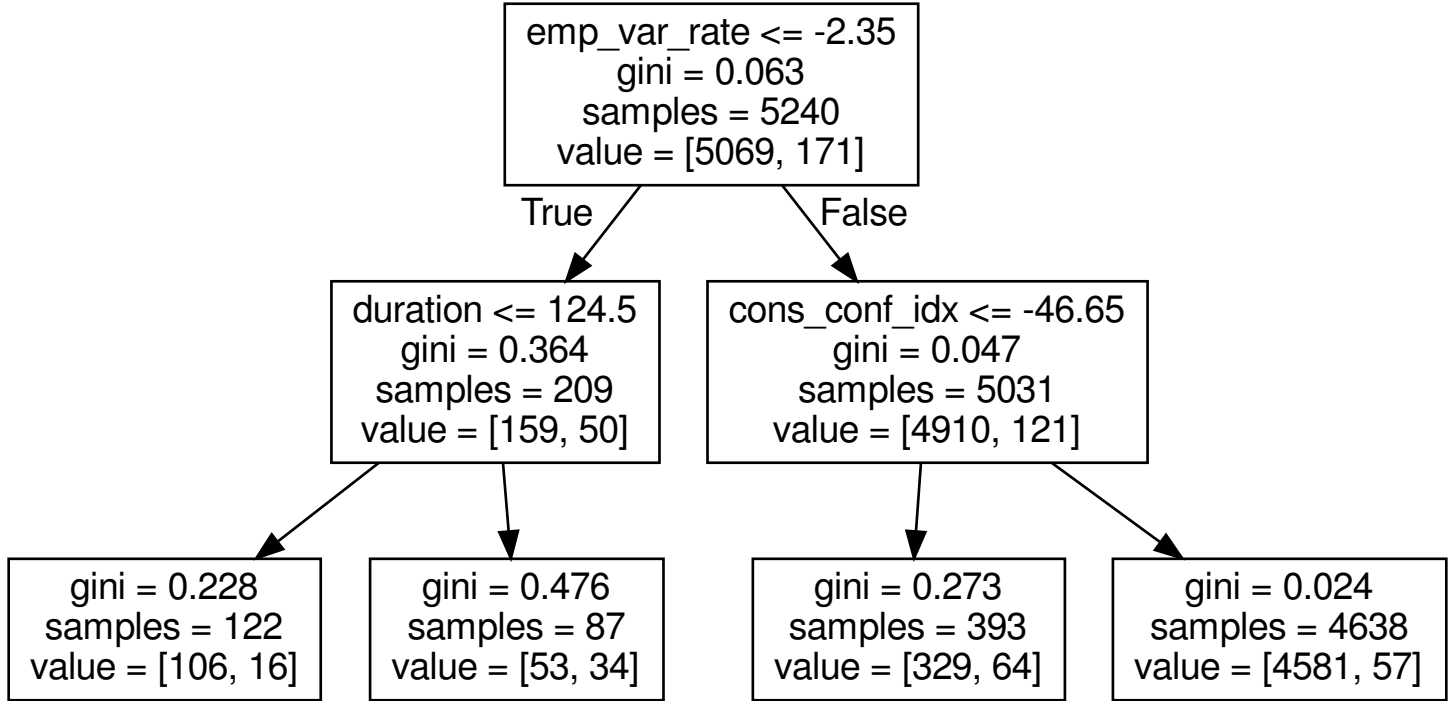 emp_var_rate <= -2.35
gini = 0.063
samples = 5240
value = [5069, 171]
True
False
duration <= 124.5
gini = 0.364
samples = 209
value = [159, 50]
cons_conf_idx <= -46.65
gini = 0.047
samples = 5031
value = [4910, 121]
gini = 0.228
samples = 122
value = [106, 16]
gini = 0.476
samples = 87
value = [53, 34]
gini = 0.273
samples = 393
value = [329, 64]
gini = 0.024
samples = 4638
value = [4581, 57]